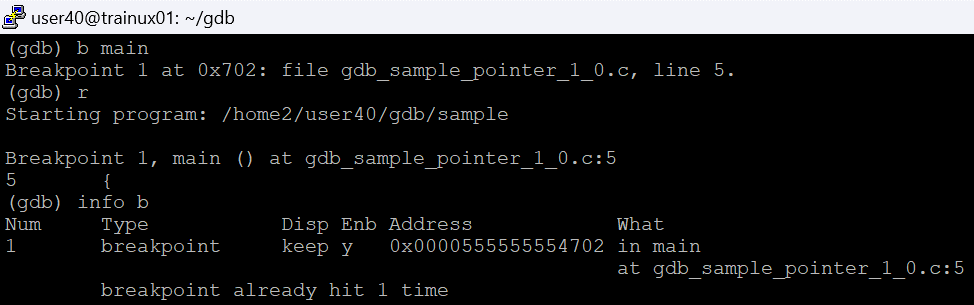 user40@trainux01: ~/gdb
(gdb) b main
Breakpoint 1 at 0x702: file gdb_sample_pointer_1_0.c, line 5.
(gdb) r
Starting program: /home2/user40/gdb/sample

Breakpoint 1, main () at gdb_sample_pointer_1_0.c:5
5       {
(gdb) info b
Num     Type           Disp Enb Address            What
1       breakpoint     keep y   0x0000555555554702 in main
                                                   at gdb_sample_pointer_1_0.c:5
        breakpoint already hit 1 time